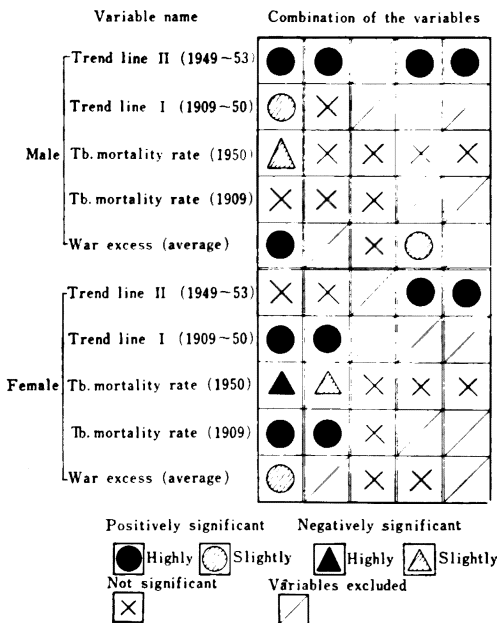 Variable name Combination of the variables
Trend line II (1949~53)
Trend line I (1909~50)
Male Tb. mortality rate (1950)
Tb. mortality rate (1909)
War excess (average)
Trend line II (1949~53)
Trend line I (1909~50)
Female Tb. mortality rate (1950)
Tb. mortality rate (1909)
War excess (average)
Positively significant Negatively significant
Highly Slightly Highly Slightly
Not significant Variables excluded